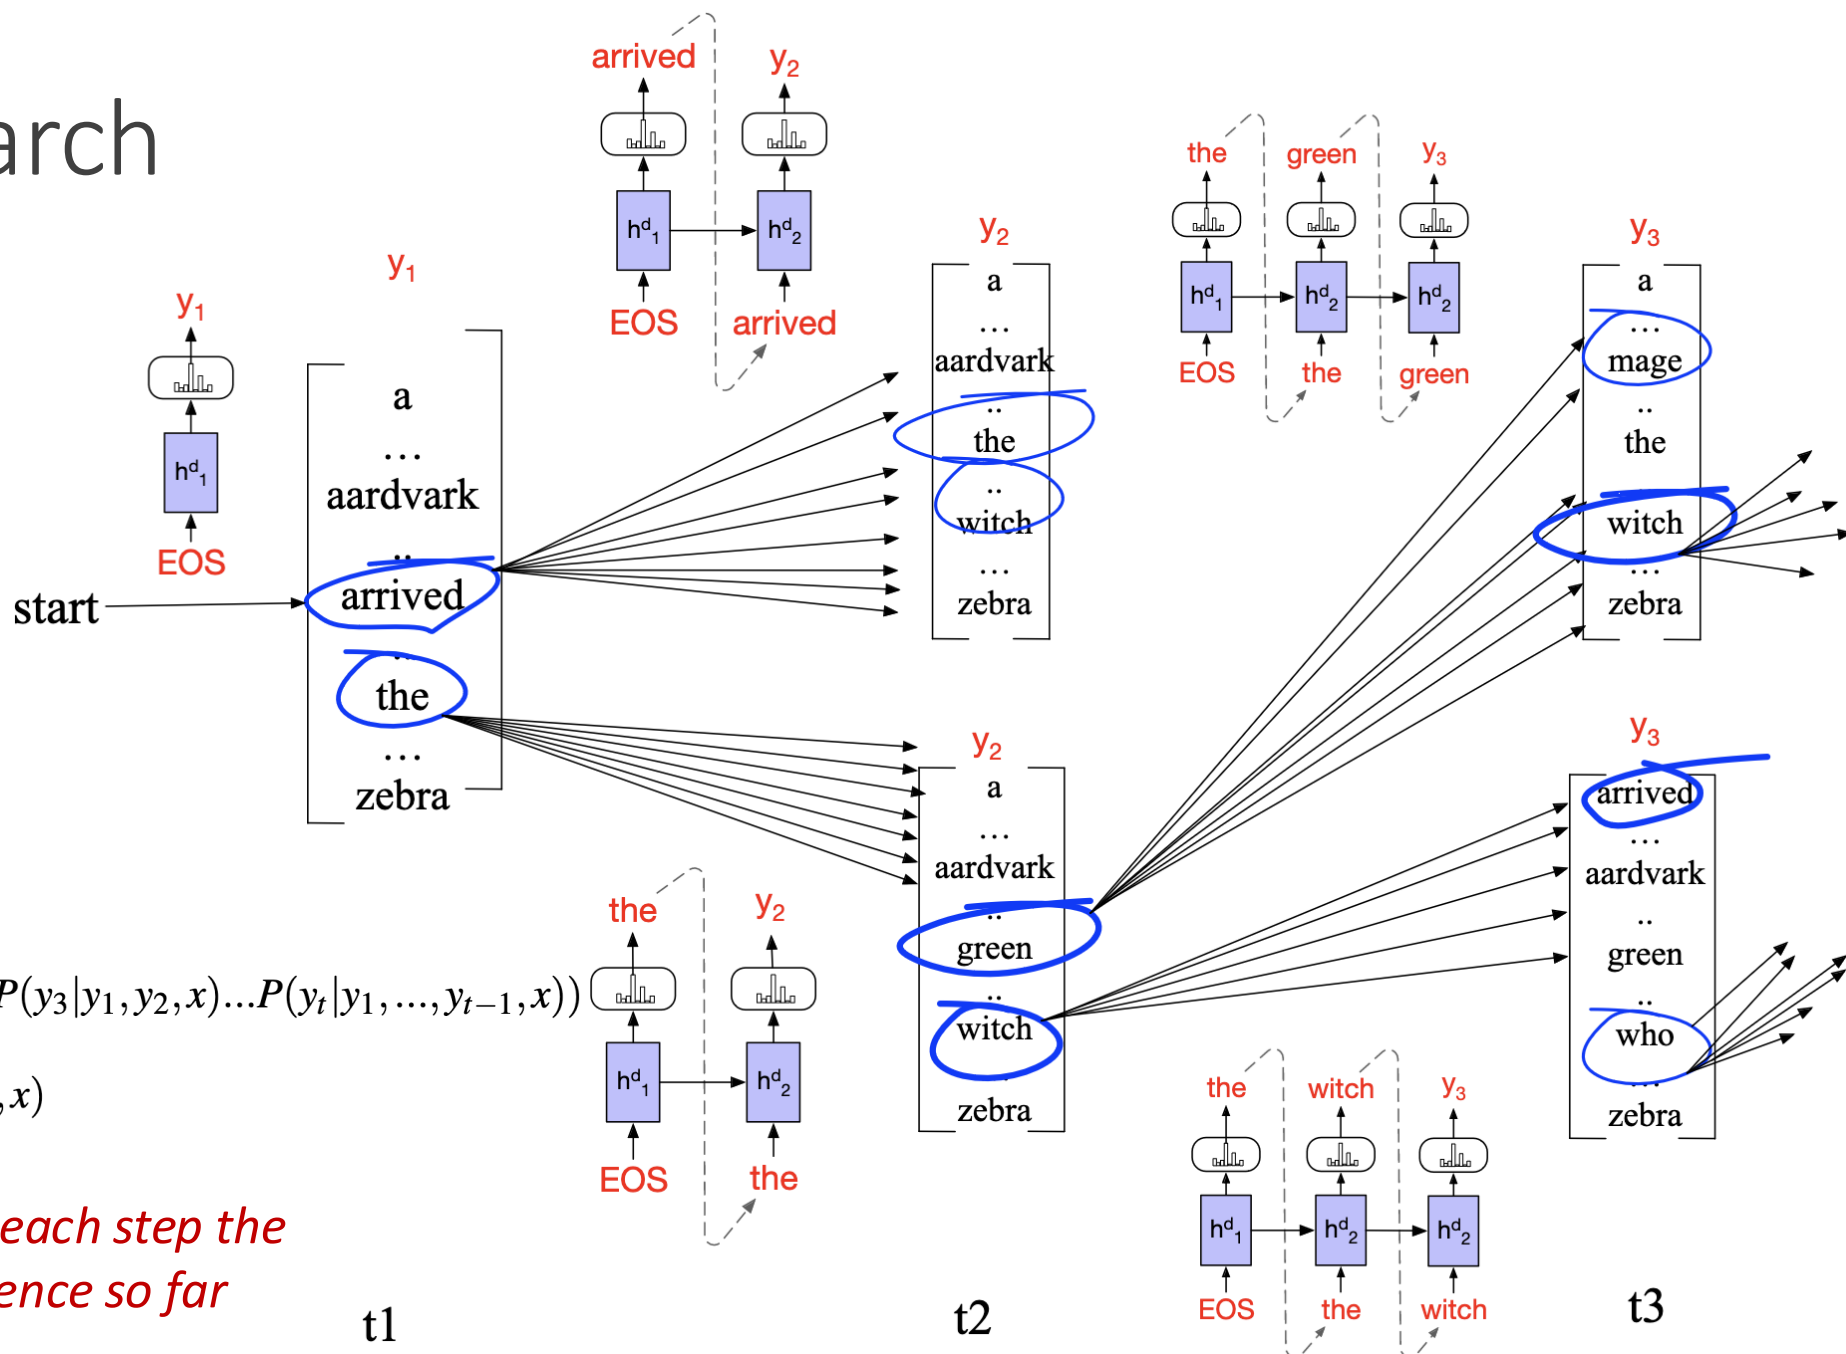 arch
y1
EOS
start
y1
a
...
aardvark
..
arrived
..
the
...
zebra
arrived y2
hd1 hd2
EOS arrived
hd1
y2
a
...
aardvark
..
the
..
witch
...
zebra
the green y3
hd1 hd2 hd2
EOS the green
y3
a
...
mage
..
the
witch
...
zebra
y2
a
...
aardvark
..
green
..
witch
zebra
y3
arrived
...
aardvark
..
green
..
who
...
zebra
P(y3|y1,y2,x)...P(yt|y1,...,yt−1,x))
,x)
the y2
hd1 hd2
EOS the
the witch y3
hd1 hd2 hd2
EOS the witch
each step the
ence so far
t1 t2 t3